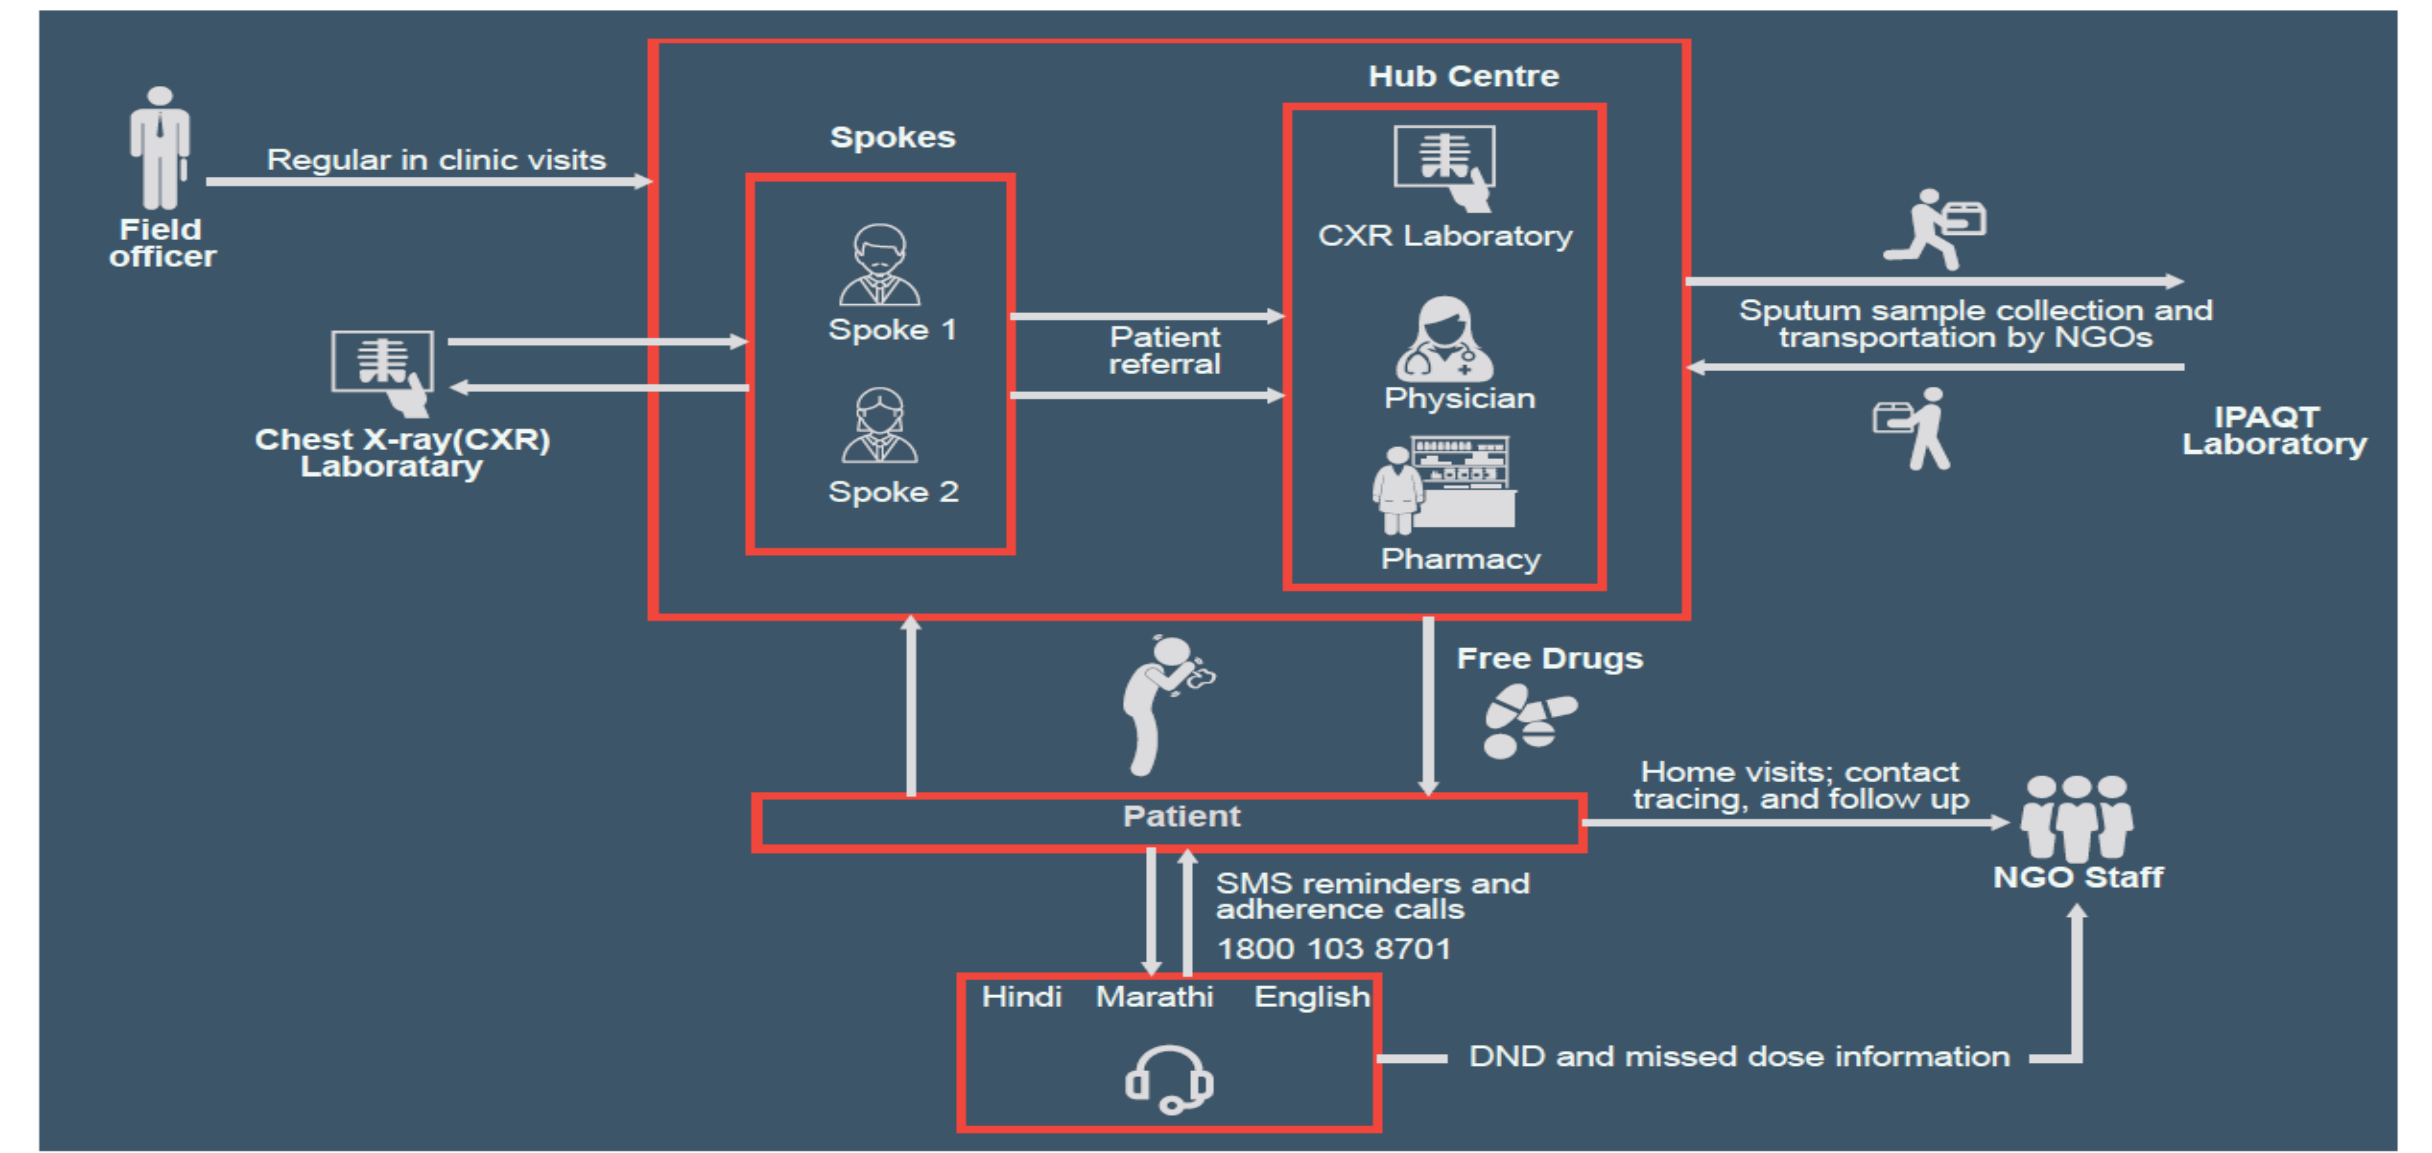 Hub Centre
Spokes
Regular in clinic visits
Field
officer
CXR Laboratory
Spoke 1
Patient
referral
Sputum sample collection and
transportation by NGOs
Physician
Chest X-ray(CXR)
Laboratary
IPAQT
Laboratory
Spoke 2
Pharmacy
Free Drugs
Home visits; contact
tracing, and follow up
Patient
NGO Staff
SMS reminders and
adherence calls
1800 103 8701
Hindi Marathi English
DND and missed dose information